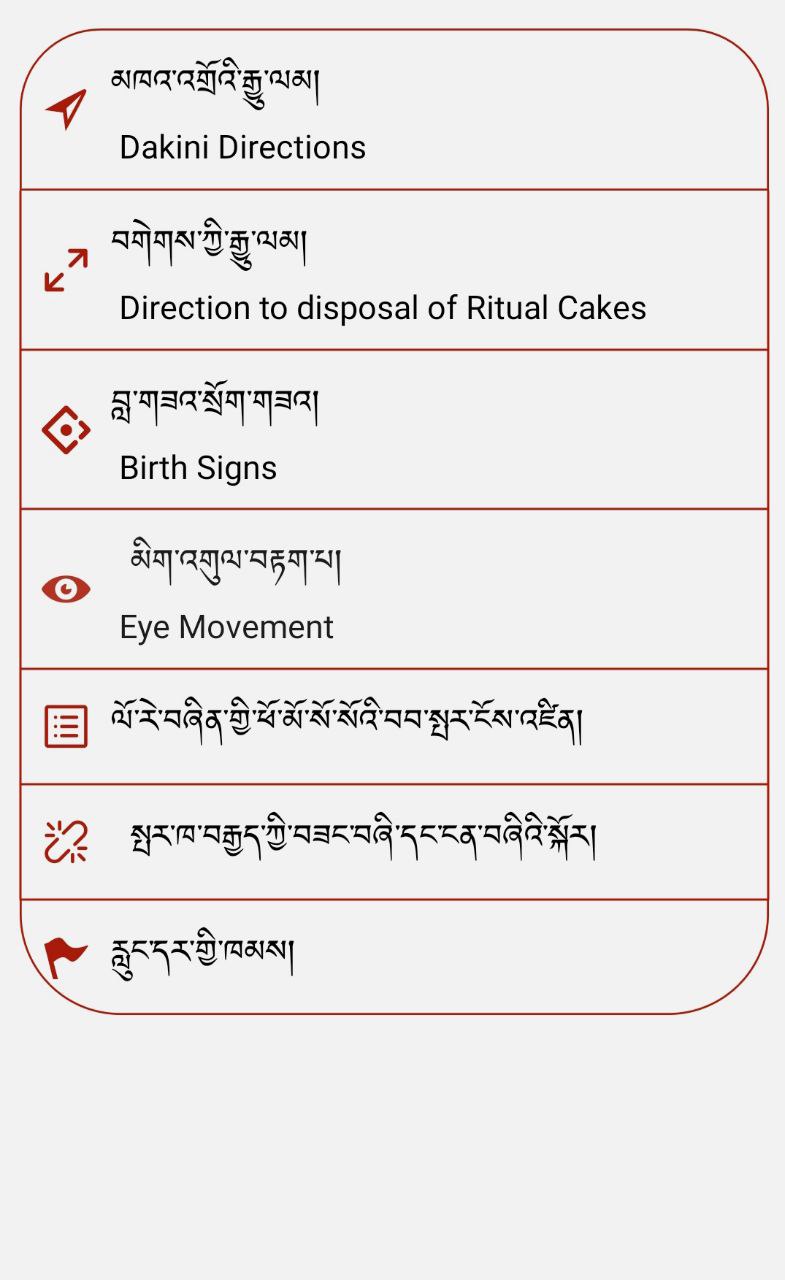 མཁའ་འགྲོའི་རྒྱུ་ལམ།
Dakini Directions
བགེགས་ཀྱི་རྒྱུ་ལམ།
Direction to disposal of Ritual Cakes
བླ་གཟའ་སྲོག་གཟའ།
Birth Signs
མིག་འགུལ་བརྟག་པ།
Eye Movement
ལོ་རེ་བཞིན་གྱི་ཕོ་མོ་སོ་སོའི་བབ་སྤར་ངོས་འཛིན།
སྤར་ཁ་བརྒྱད་ཀྱི་བཟང་བཞི་དང་ངན་བཞིའི་སྐོར།
རླུང་དར་གྱི་ཁམས།